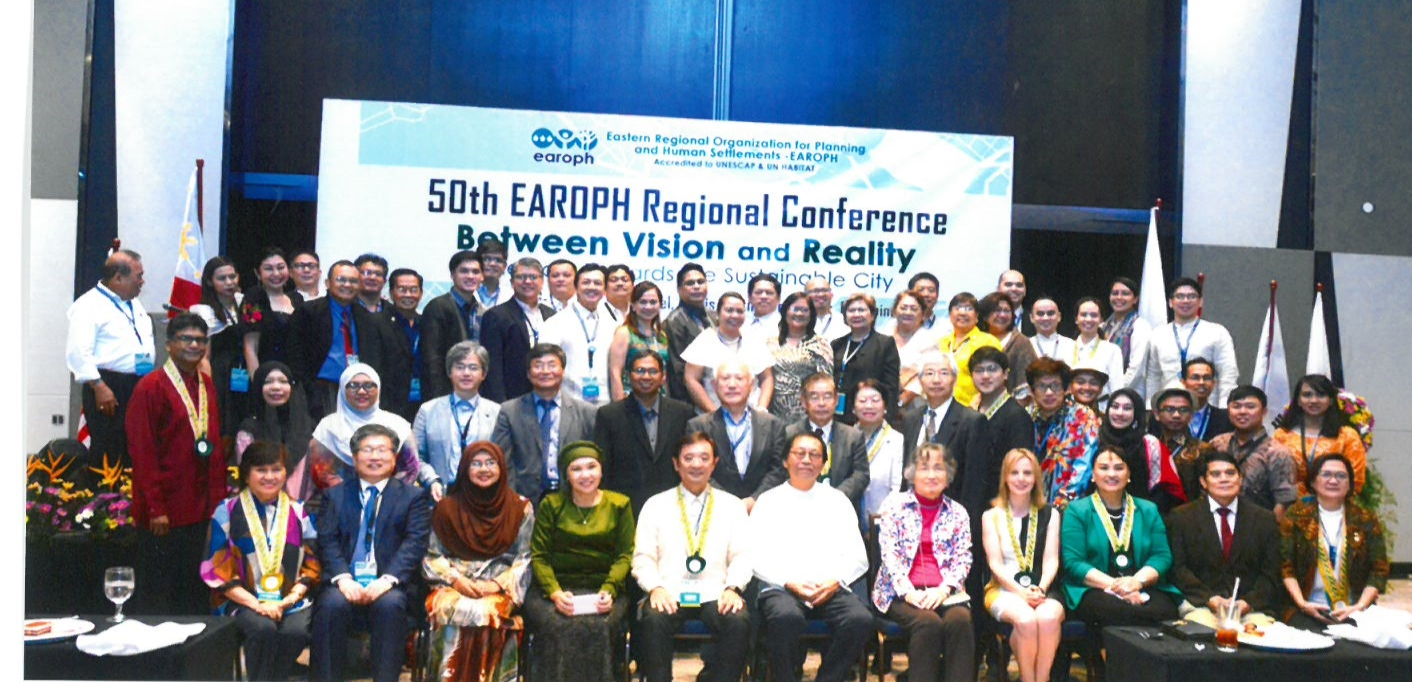 earoph
Eastern Regional Organization for Planning
and Human Settlements - EAROPH
Accredited to UNESCAP & UN HABITAT
50th EAROPH Regional Conference
Between Vision and Reality
Sustainable City